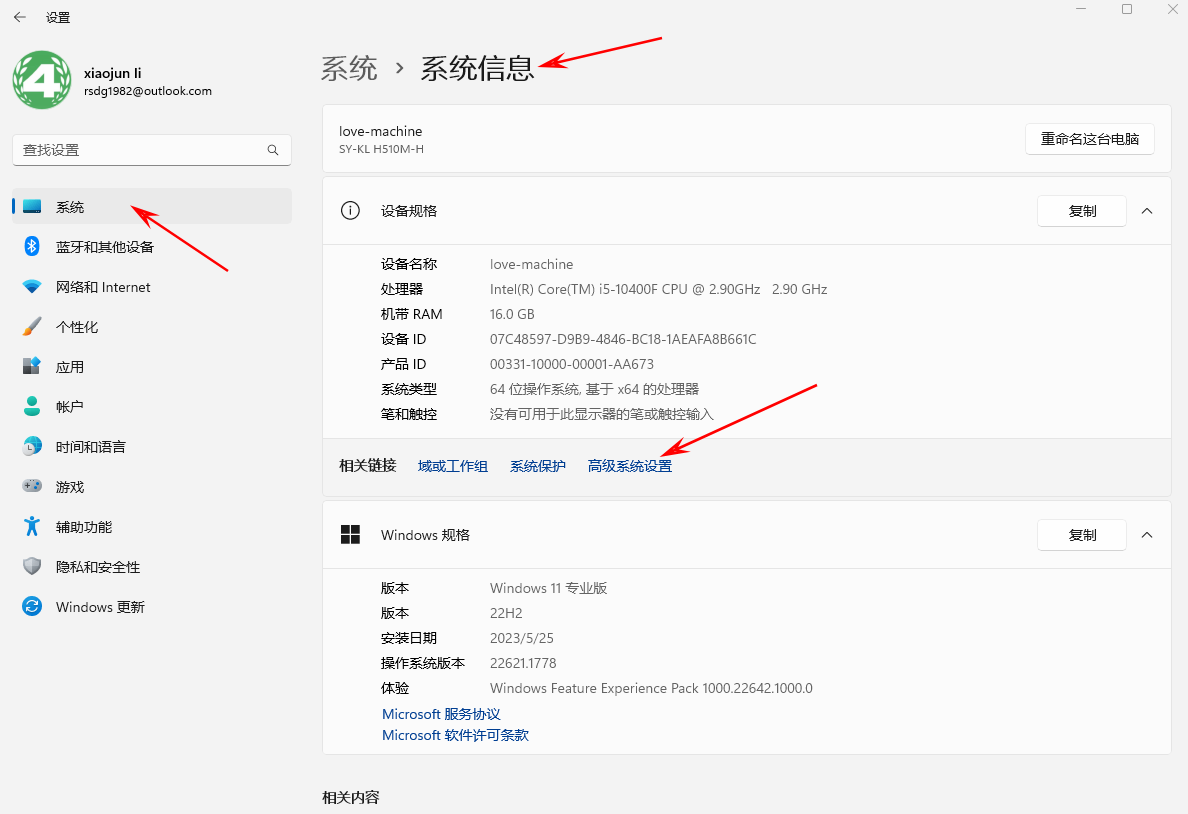 设置
4
xiaojun li
rsdg1982@outlook.com
查找设置
系统
蓝牙和其他设备
网络和 Internet
个性化
应用
帐户
时间和语言
游戏
辅助功能
隐私和安全性
Windows 更新
系统 › 系统信息
love-machine
SY-KL H510M-H
重命名这台电脑
设备规格 复制
设备名称 love-machine
处理器 Intel(R) Core(TM) i5-10400F CPU @ 2.90GHz 2.90 GHz
机带 RAM 16.0 GB
设备 ID 07C48597-D9B9-4846-BC18-1AEAFA8B661C
产品 ID 00331-10000-00001-AA673
系统类型 64 位操作系统, 基于 x64 的处理器
笔和触控 没有可用于此显示器的笔或触控输入
相关链接 域或工作组 系统保护 高级系统设置
Windows 规格 复制
版本 Windows 11 专业版
版本 22H2
安装日期 2023/5/25
操作系统版本 22621.1778
体验 Windows Feature Experience Pack 1000.22642.1000.0
Microsoft 服务协议
Microsoft 软件许可条款
相关内容